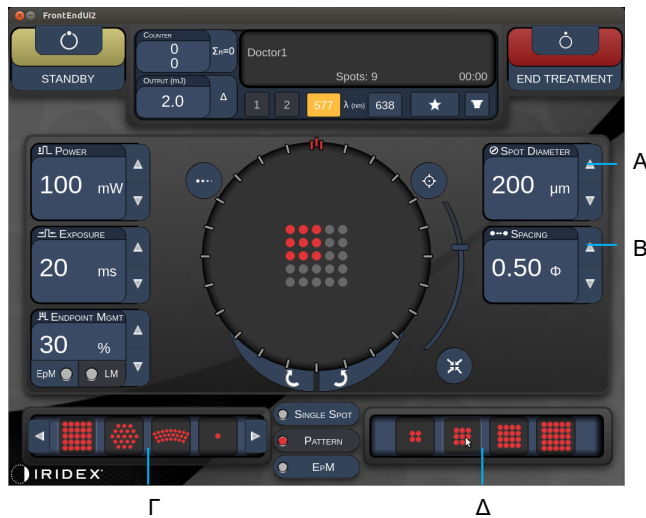 FrontEndUi2
STANDBY
COUNTER
0
0
Σn=0
OUTPUT (mJ)
2.0
Δ
Doctor1
Spots: 9
00:00
1
2
577
λ (nm)
638
END TREATMENT
POWER
100 mW
EXPOSURE
20 ms
ENDPOINT MGMT
30 %
EpM
LM
SPOT DIAMETER
200 μm
SPACING
0.50 Φ
A
B
SINGLE SPOT
PATTERN
EPM
IRIDEX
Γ
Δ